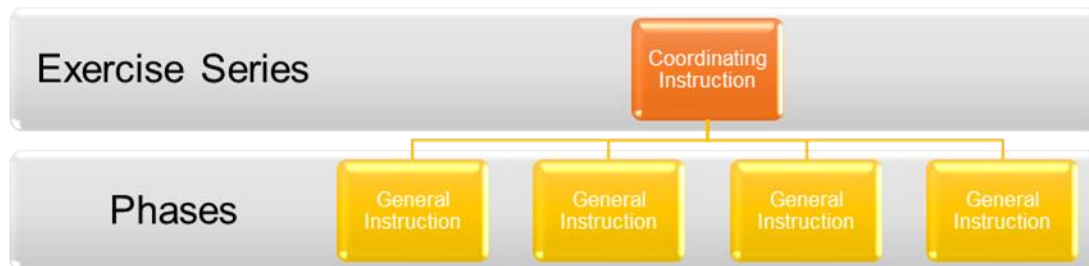 Exercise Series
Coordinating
Instruction
Phases
General
Instruction
General
Instruction
General
Instruction
General
Instruction